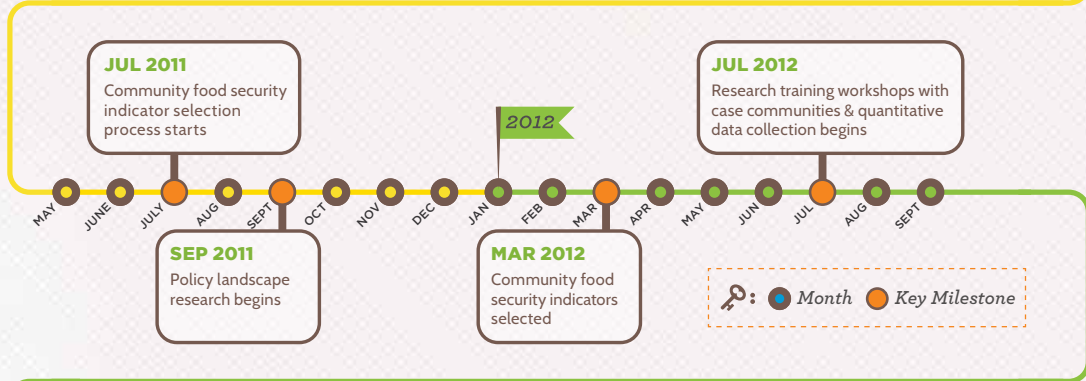 JUL 2011
Community food security
indicator selection
process starts
JUL 2012
Research training workshops with
case communities & quantitative
data collection begins
2012
MAY
JUNE
JULY
AUG
SEPT
OCT
NOV
DEC
JAN
FEB
MAR
APR
MAY
JUN
JUL
AUG
SEPT
SEP 2011
Policy landscape
research begins
MAR 2012
Community food
security indicators
selected
: Month Key Milestone